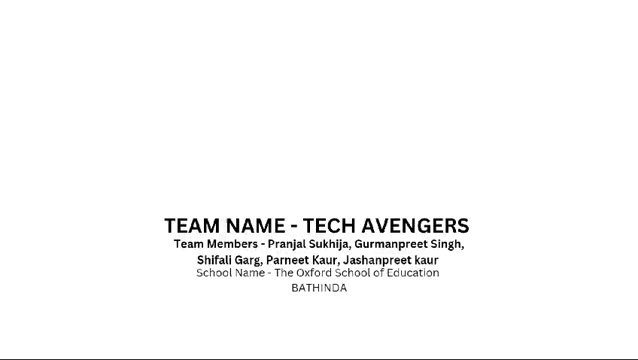 TEAM NAME - TECH AVENGERS
Team Members - Pranjal Sukhija, Gurmanpreet Singh,
Shifali Garg, Parneet Kaur, Jashanpreet kaur
School Name - The Oxford School of Education
BATHINDA